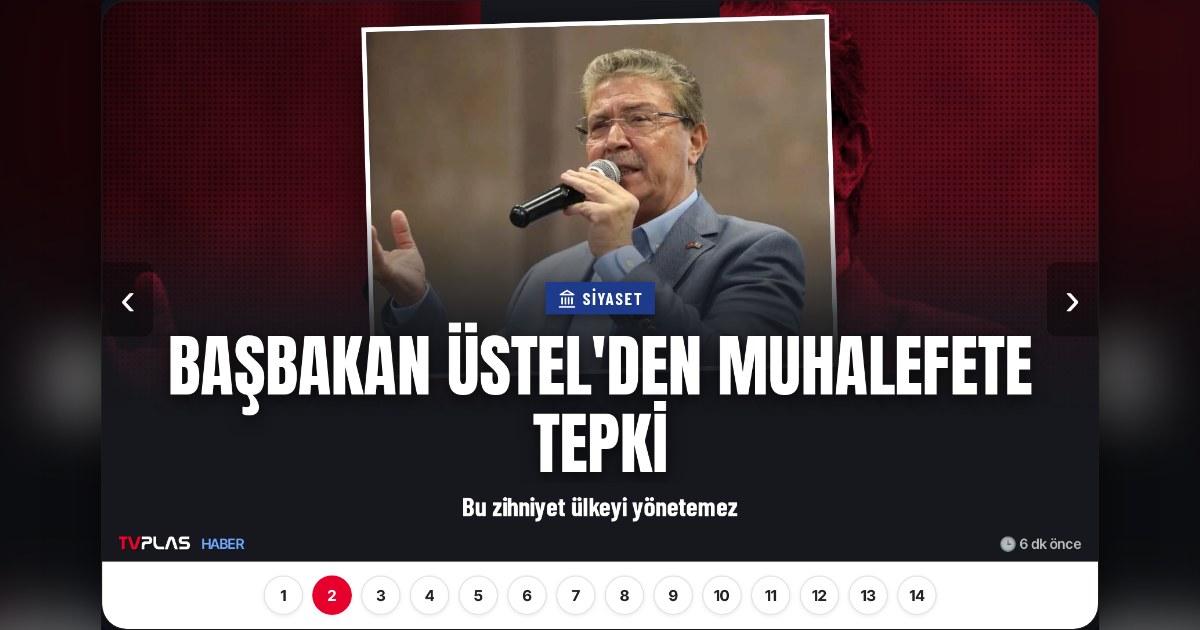 SİYASET
BAŞBAKAN ÜSTEL'DEN MUHALEFETE
TEPKİ
Bu zihniyet ülkeyi yönetemez
TVPLAS HABER
6 dk önce
1 2 3 4 5 6 7 8 9 10 11 12 13 14